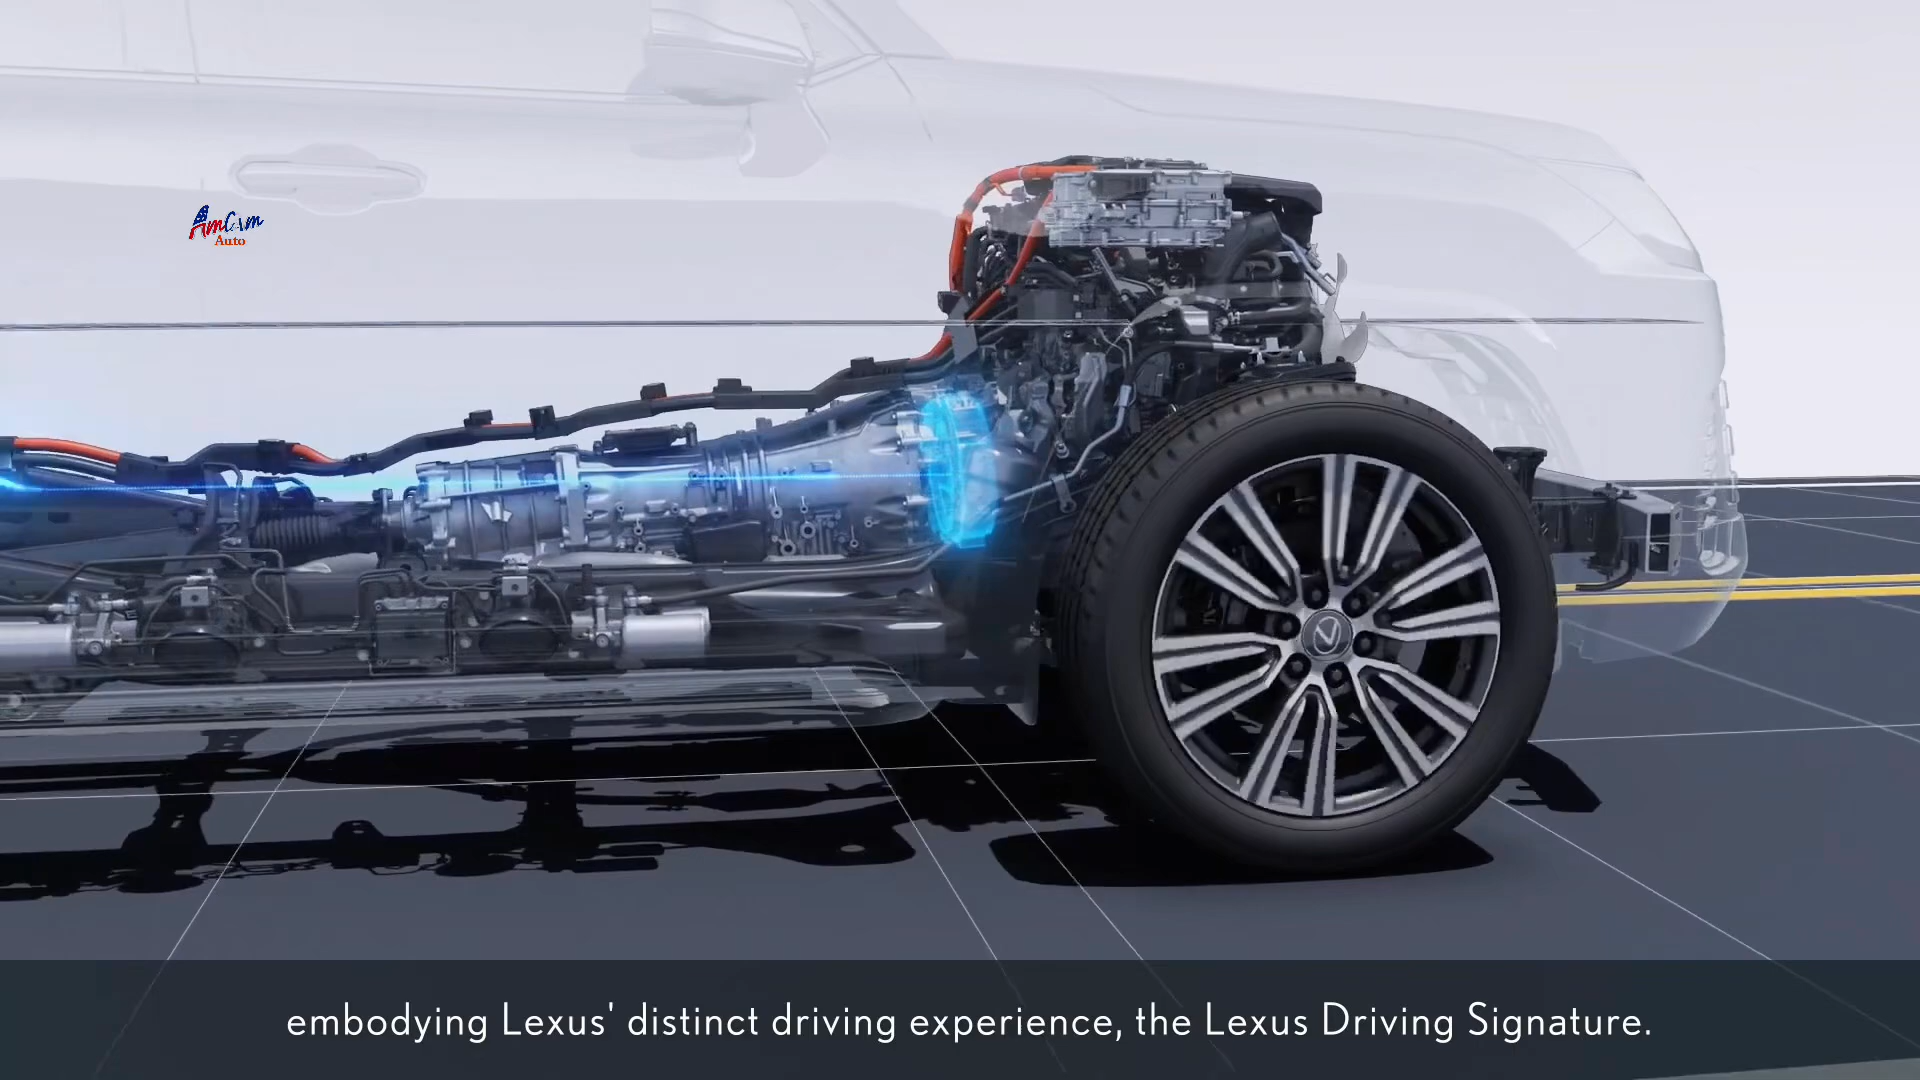 AmCam
Auto
embodying Lexus' distinct driving experience, the Lexus Driving Signature.